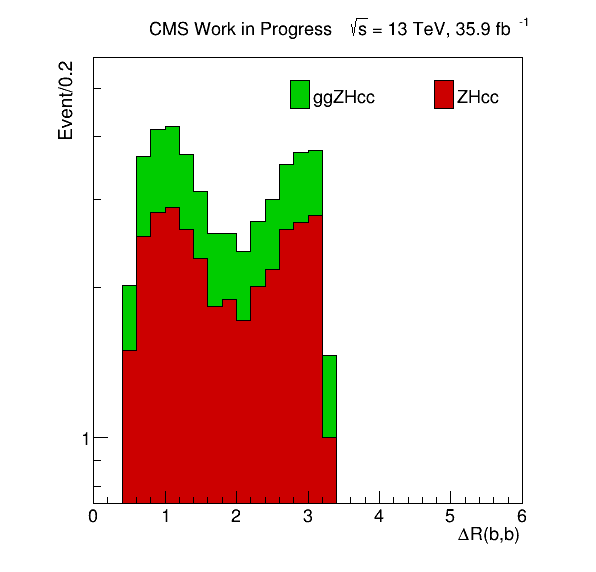 CMS Work in Progress √s = 13 TeV, 35.9 fb⁻¹
Event/0.2
ggZHcc ZHcc
1
0 1 2 3 4 5 6
ΔR(b,b)